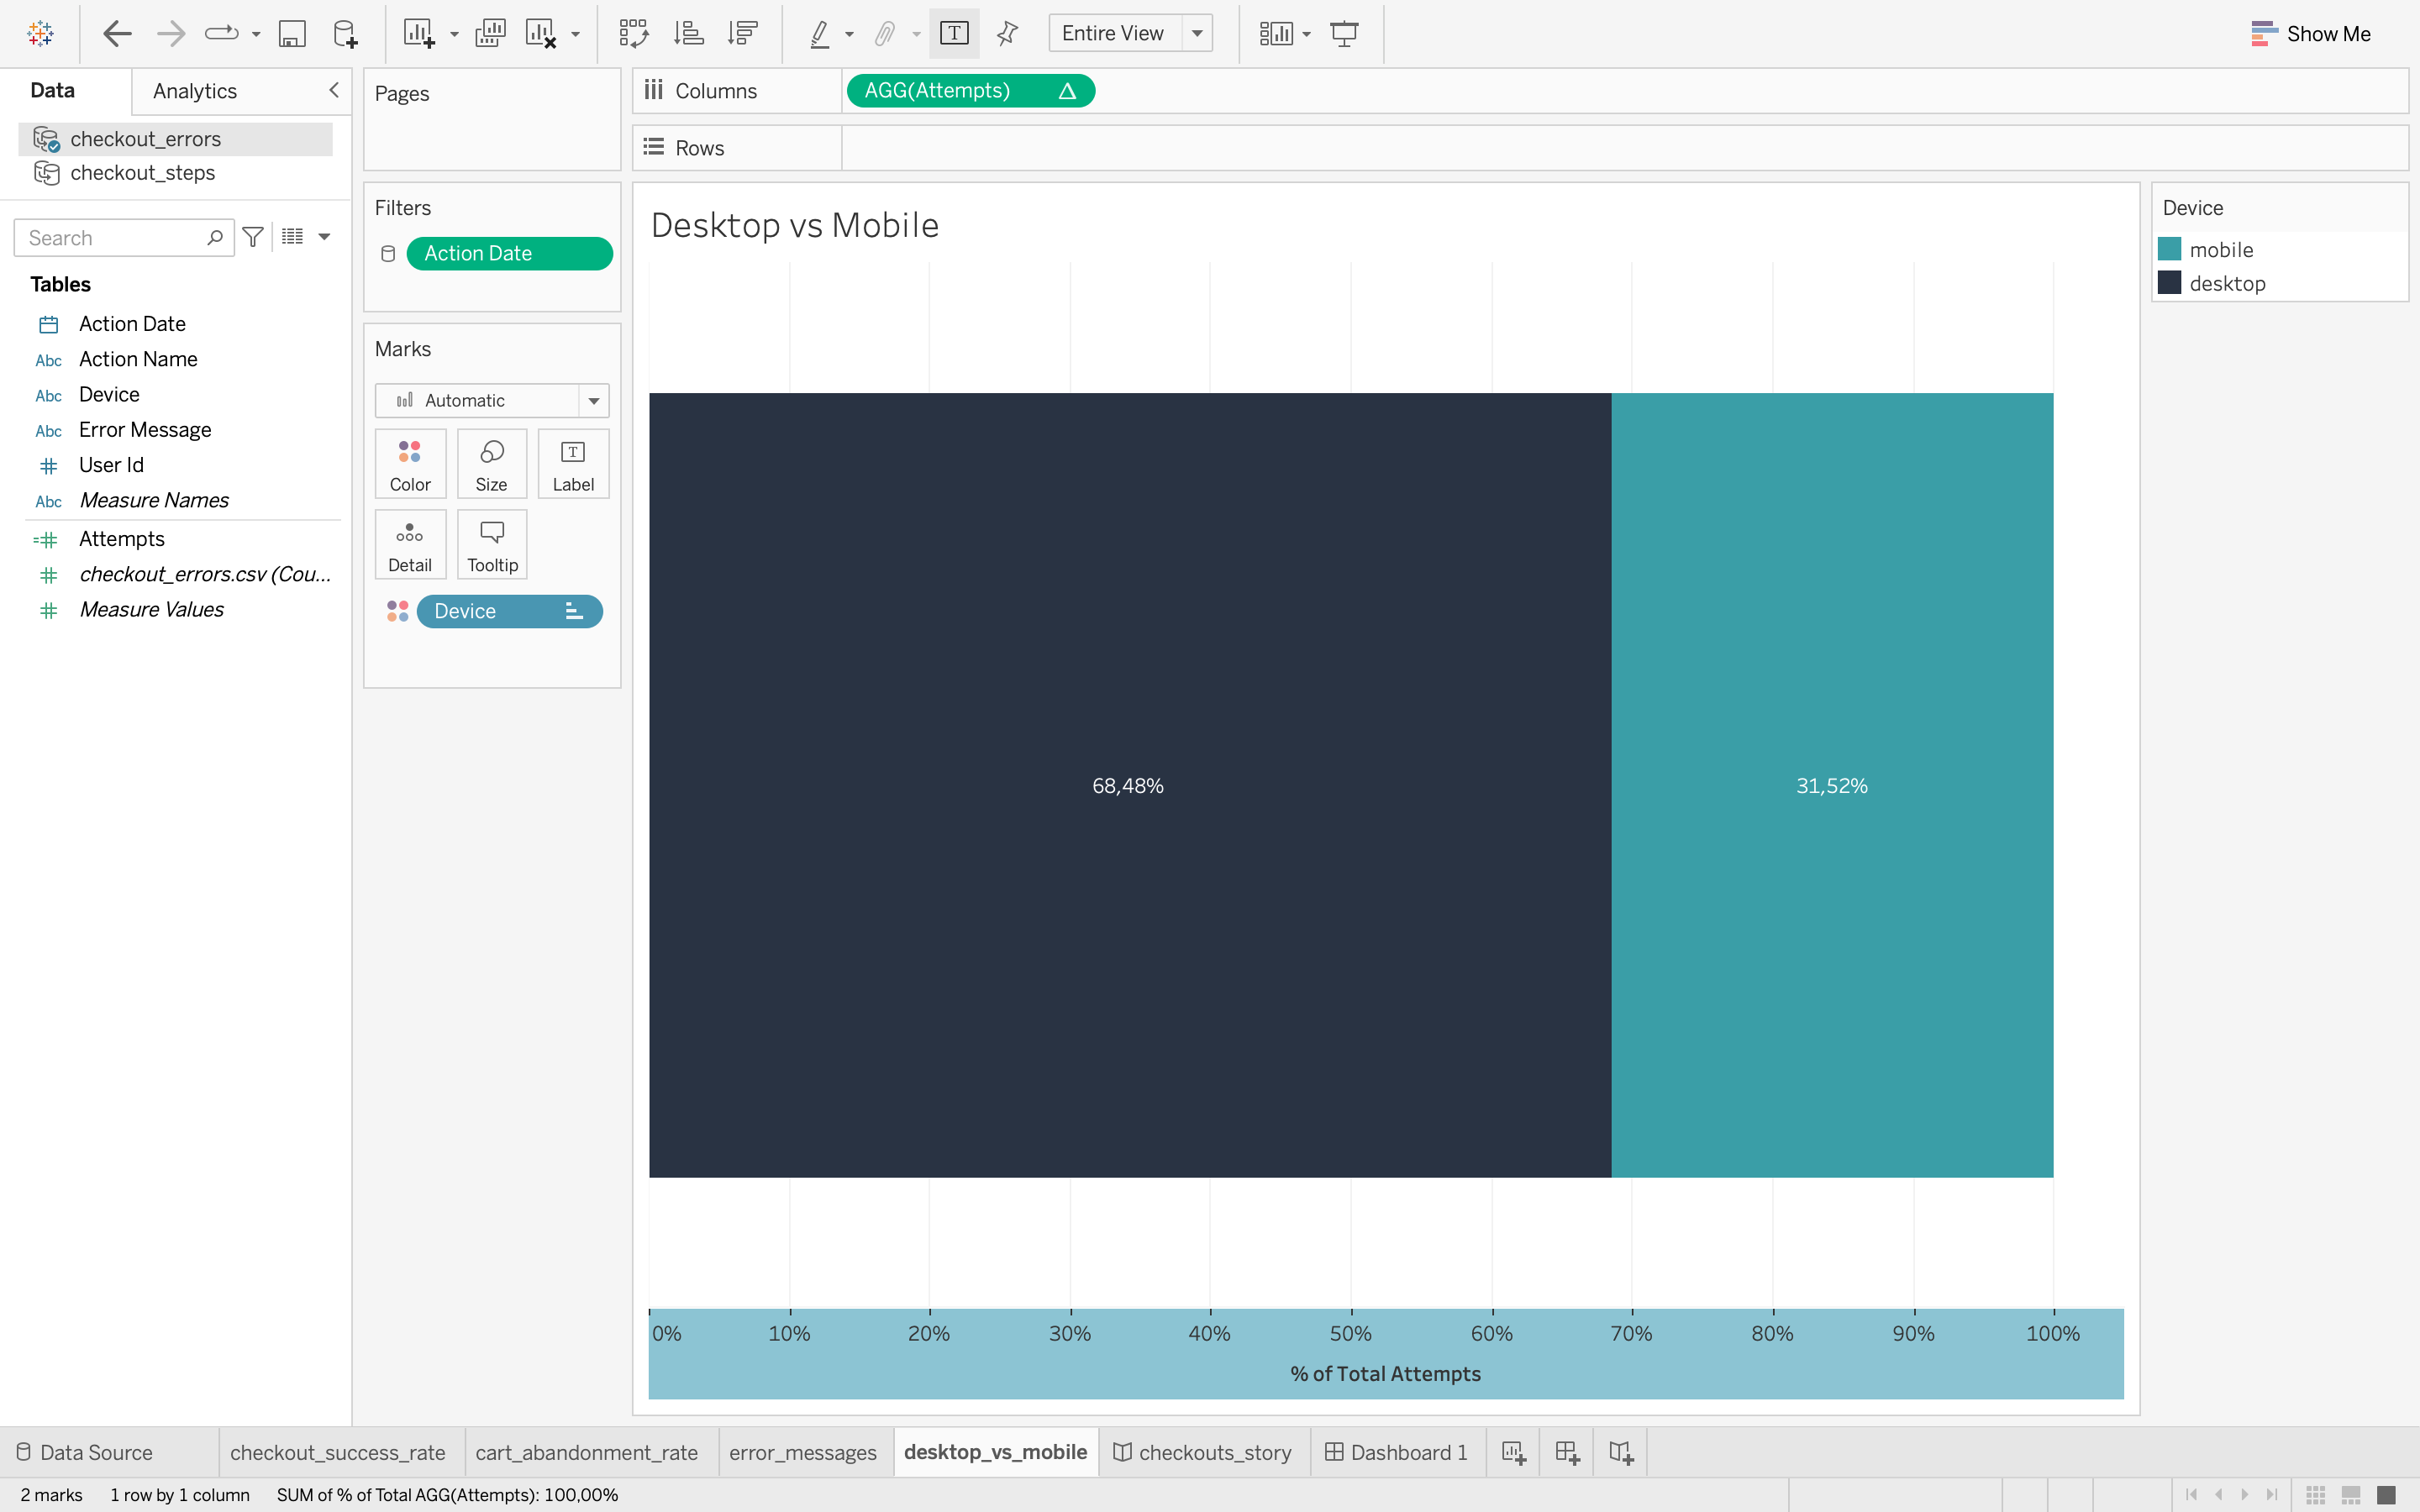 Entire View
Show Me
Data
Analytics
checkout_errors
checkout_steps
Search
Tables
Action Date
Abc Action Name
Abc Device
Abc Error Message
User Id
Abc Measure Names
Attempts
checkout_errors.csv (Cou...
Measure Values
Pages
Filters
Action Date
Marks
Automatic
Color
Size
T
Label
Detail
Tooltip
Device
Columns
AGG(Attempts) Δ
Rows
Desktop vs Mobile
68,48%
31,52%
0% 10% 20% 30% 40% 50% 60% 70% 80% 90% 100%
% of Total Attempts
Device
mobile
desktop
Data Source
checkout_success_rate
cart_abandonment_rate
error_messages
desktop_vs_mobile
checkouts_story
Dashboard 1
2 marks
1 row by 1 column
SUM of % of Total AGG(Attempts): 100,00%